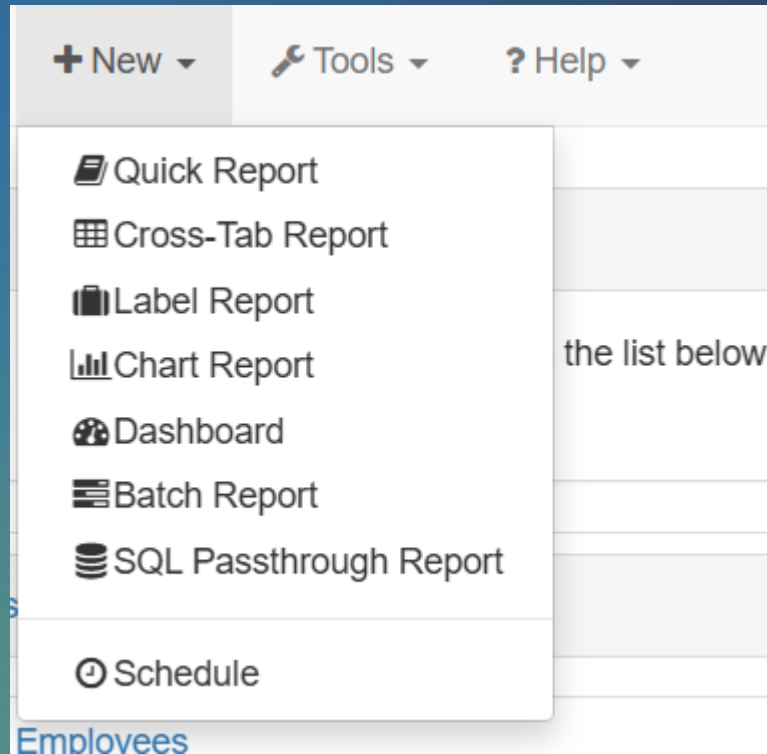 New
Tools
? Help
Quick Report
Cross-Tab Report
Label Report
Chart Report
the list below
Dashboard
Batch Report
SQL Passthrough Report
s
Schedule
Employees